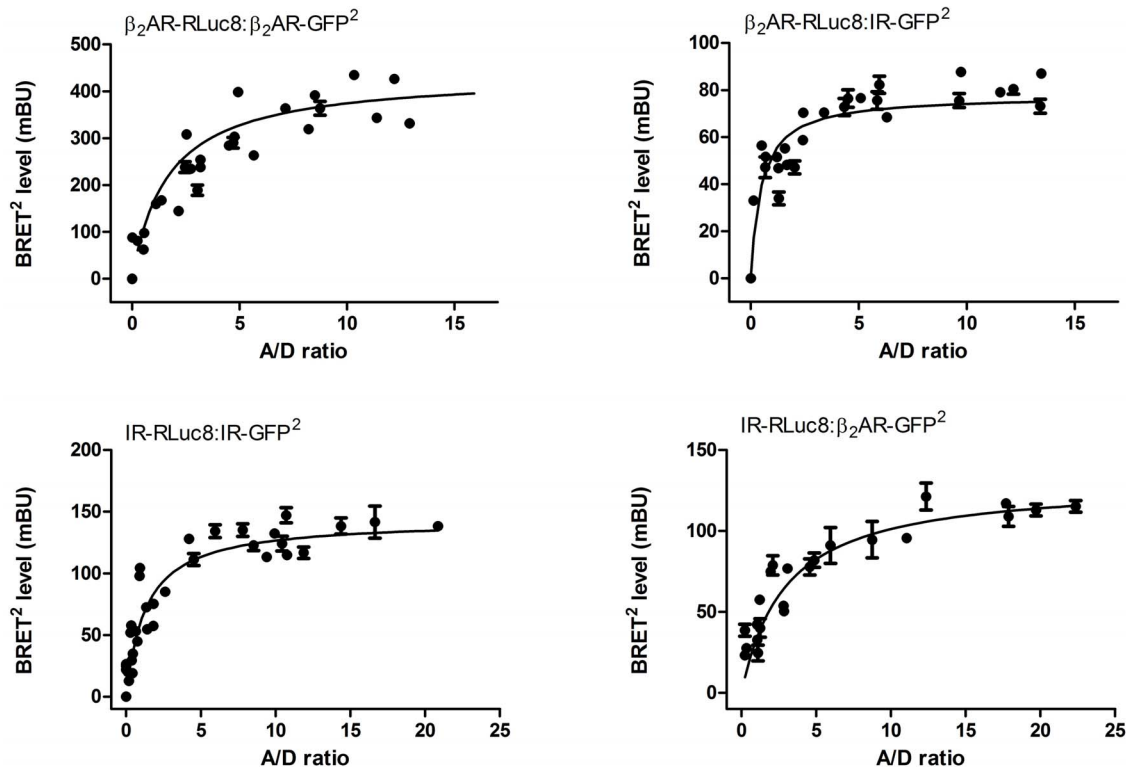 β₂AR-RLuc8:β₂AR-GFP²
500
400
300
200
100
0
BRET² level (mBU)
0 5 10 15
A/D ratio
β₂AR-RLuc8:IR-GFP²
100
80
60
40
20
0
BRET² level (mBU)
0 5 10 15
A/D ratio
IR-RLuc8:IR-GFP²
200
150
100
50
0
BRET² level (mBU)
0 5 10 15 20 25
A/D ratio
IR-RLuc8:β₂AR-GFP²
150
100
50
0
BRET² level (mBU)
0 5 10 15 20 25
A/D ratio